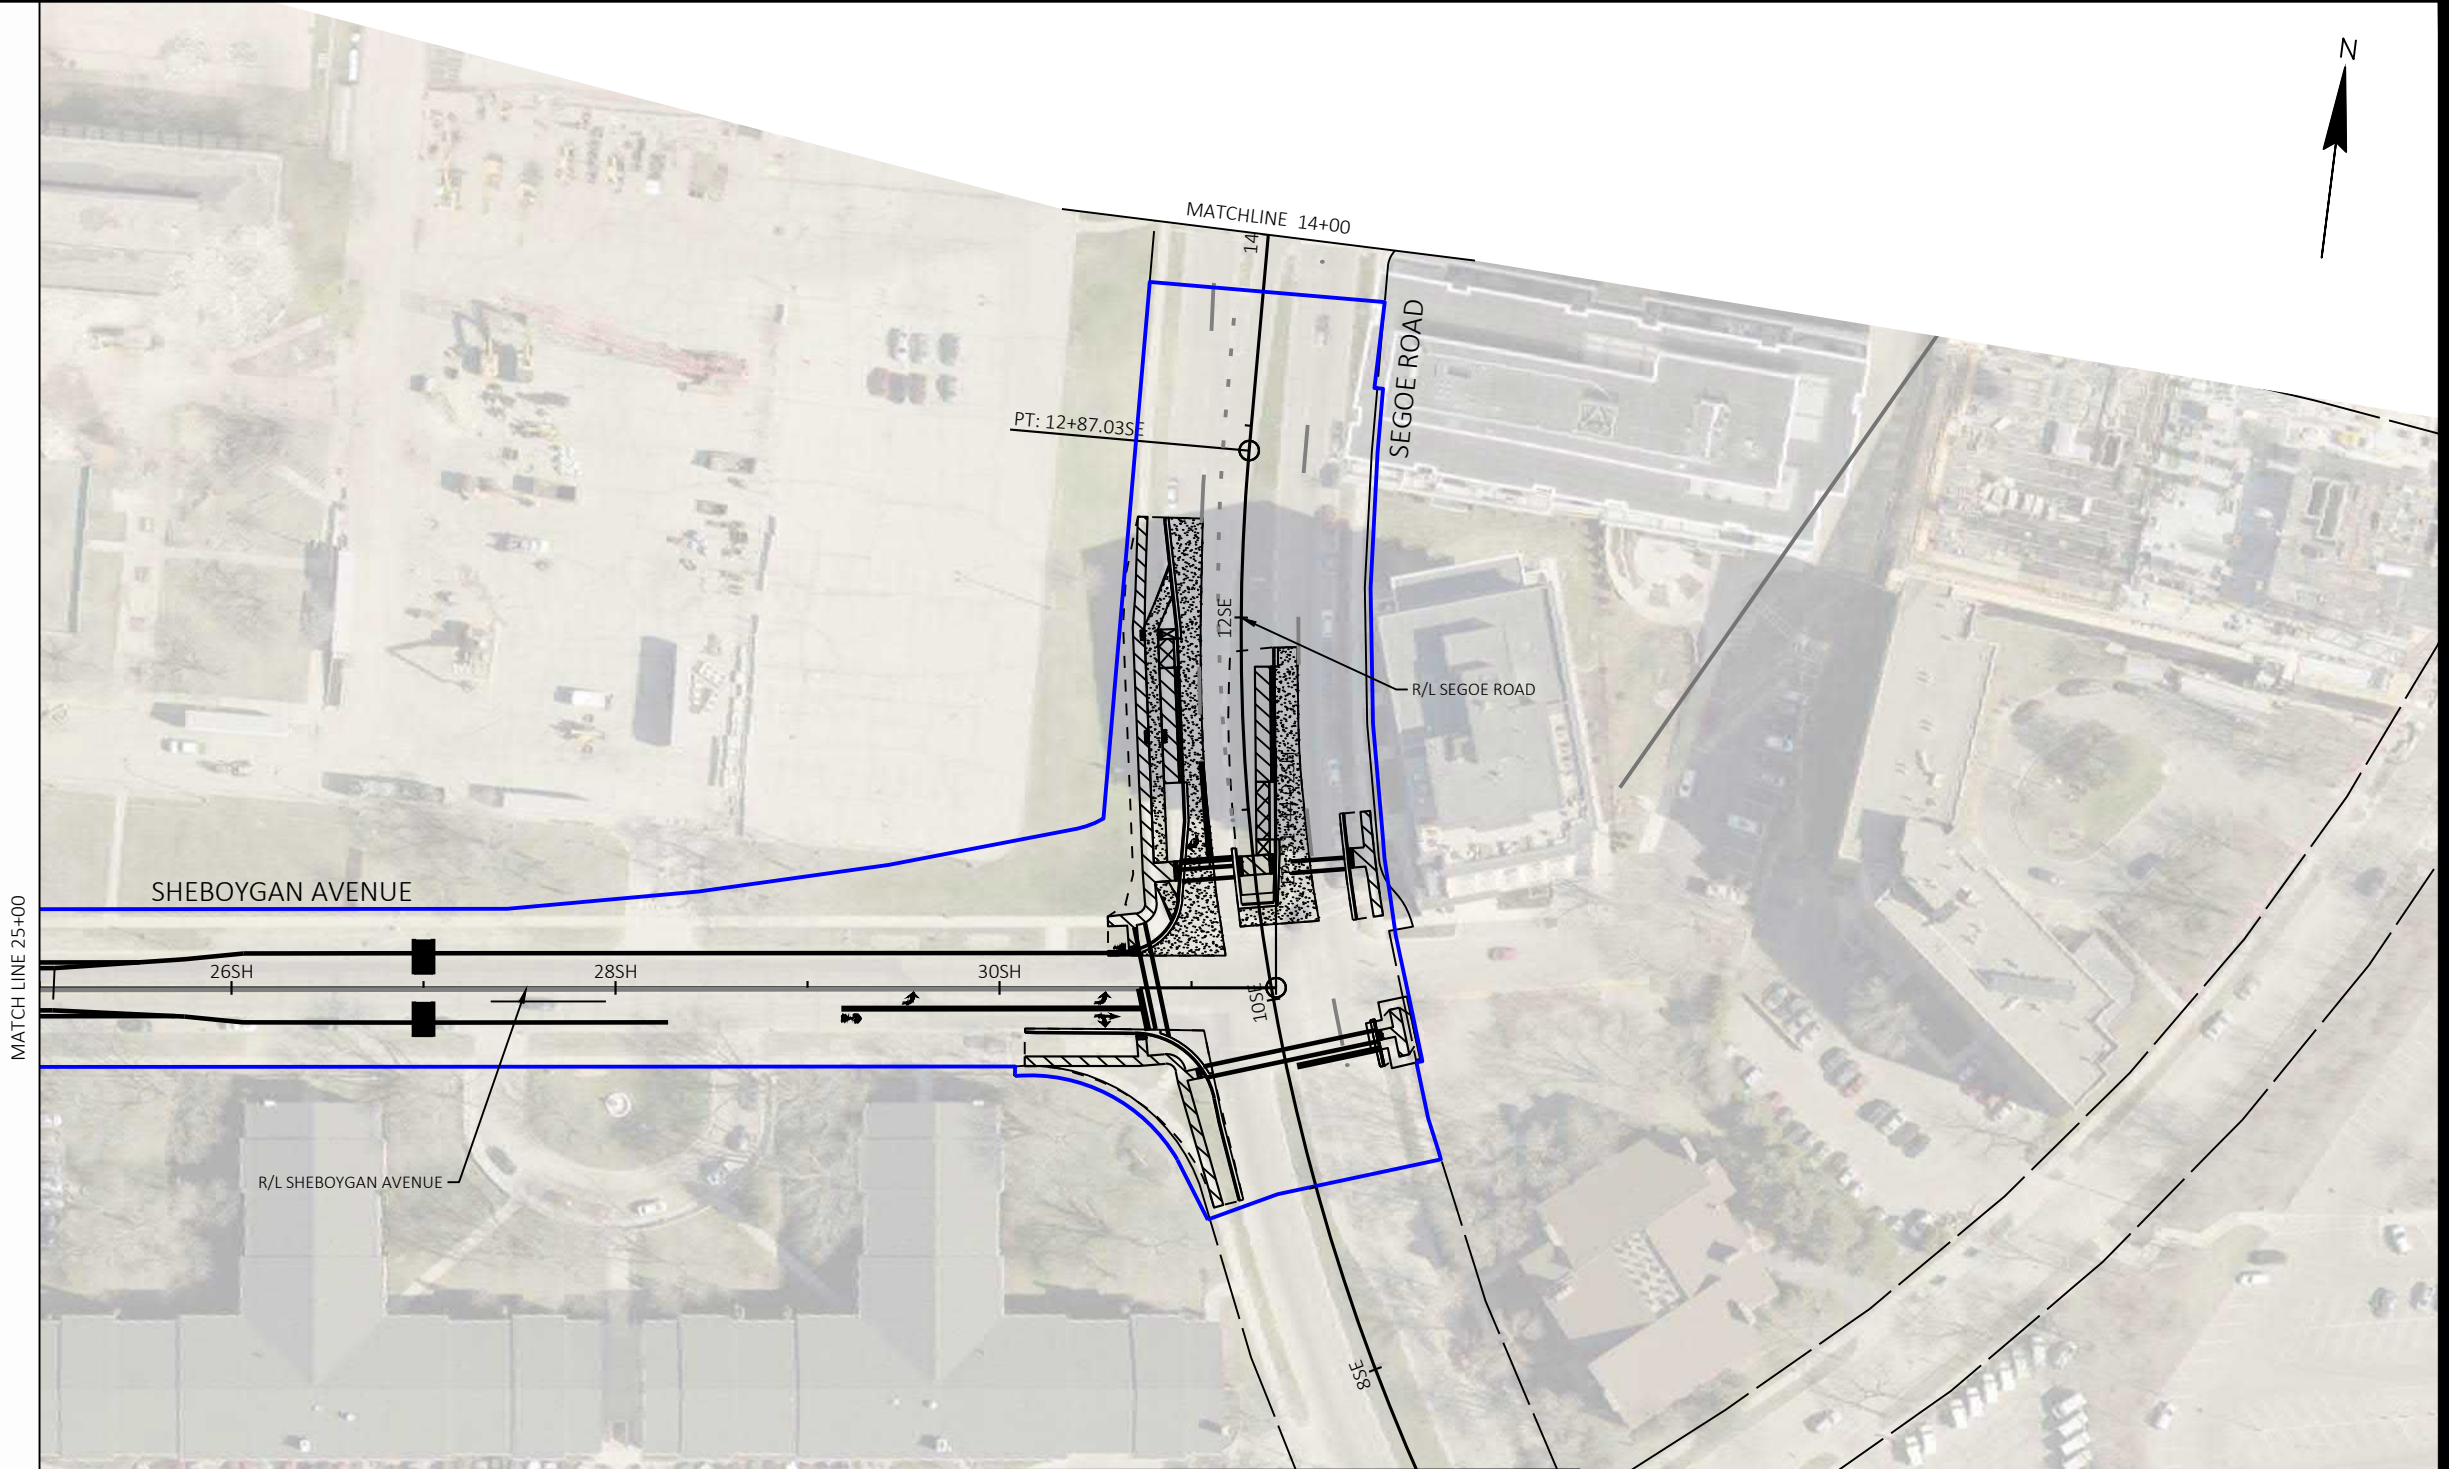 N
MATCHLINE 14+00
14
SEGOE ROAD
PT: 12+87.03SE
12SE
R/L SEGOE ROAD
SHEBOYGAN AVENUE
MATCH LINE 25+00
26SH
28SH
30SH
10SE
R/L SHEBOYGAN AVENUE
8SE